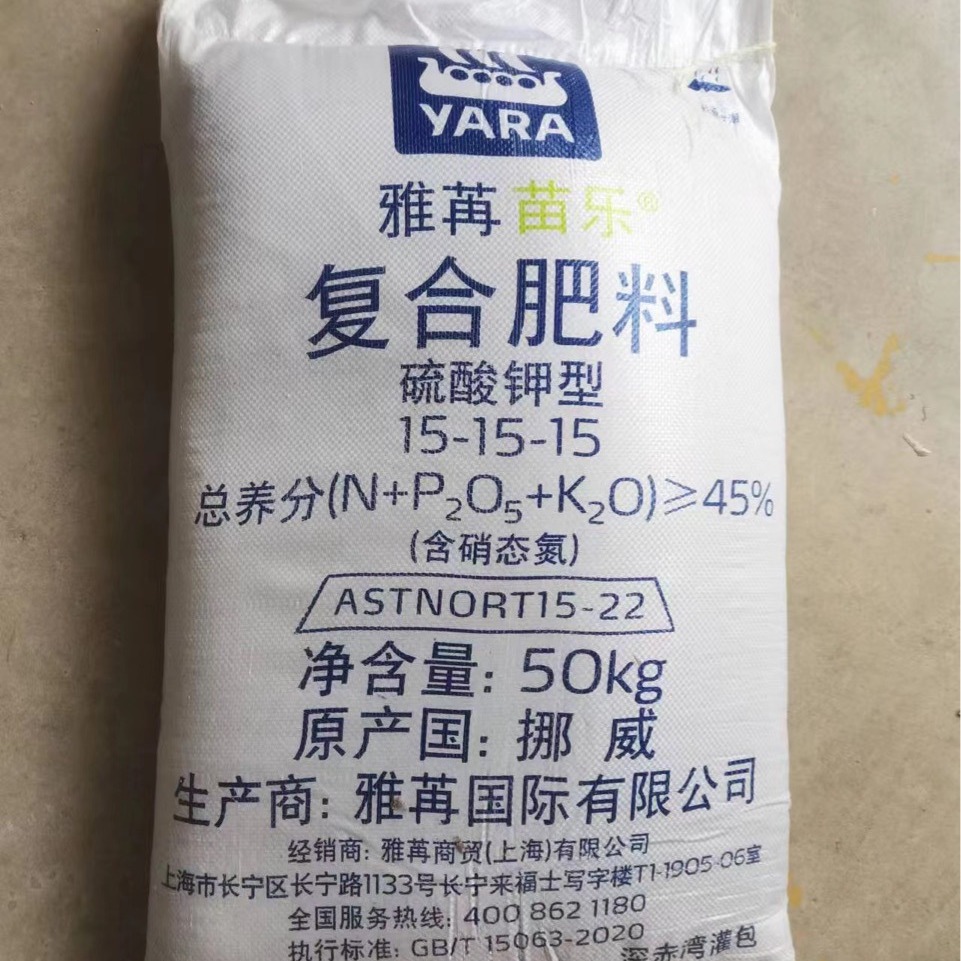 YARA
雅苒 苗乐®
复合肥料
硫酸钾型
15-15-15
总养分(N+P₂O₅+K₂O)≥45%
(含硝态氮)
ASTNORT15-22
净含量: 50kg
原产国: 挪 威
生产商: 雅苒国际有限公司
经销商: 雅苒商贸(上海)有限公司
上海市长宁区长宁路1133号长宁来福士写字楼T1-1905-06室
全国服务热线: 400 862 1180
执行标准: GB/T 15063-2020
深赤湾灌包